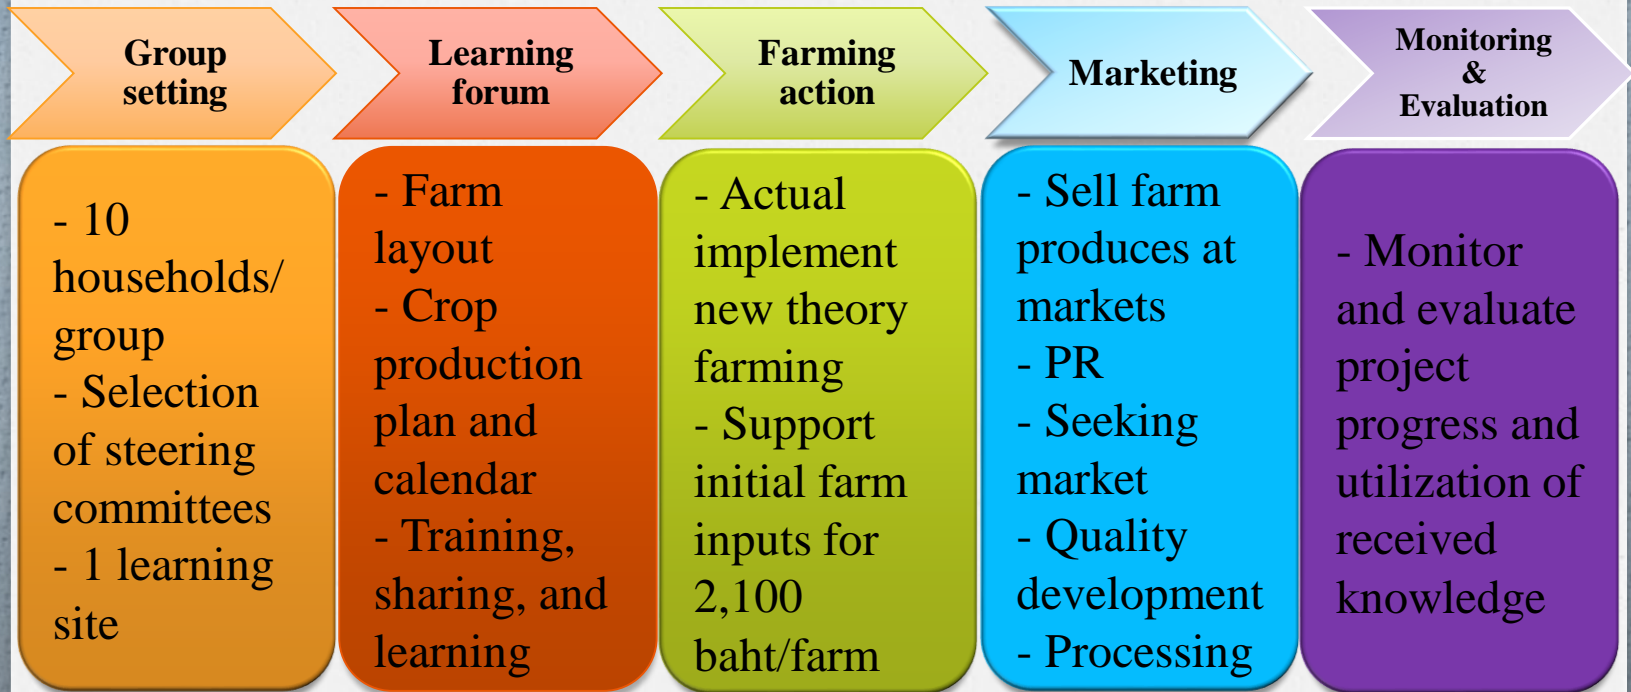 Group
setting
Learning
forum
Farming
action
Marketing
Monitoring
&
Evaluation
- 10
households/
group
- Selection
of steering
committees
- 1 learning
site
- Farm
layout
- Crop
production
plan and
calendar
- Training,
sharing, and
learning
- Actual
implement
new theory
farming
- Support
initial farm
inputs for
2,100
baht/farm
- Sell farm
produces at
markets
- PR
- Seeking
market
- Quality
development
- Processing
- Monitor
and evaluate
project
progress and
utilization of
received
knowledge